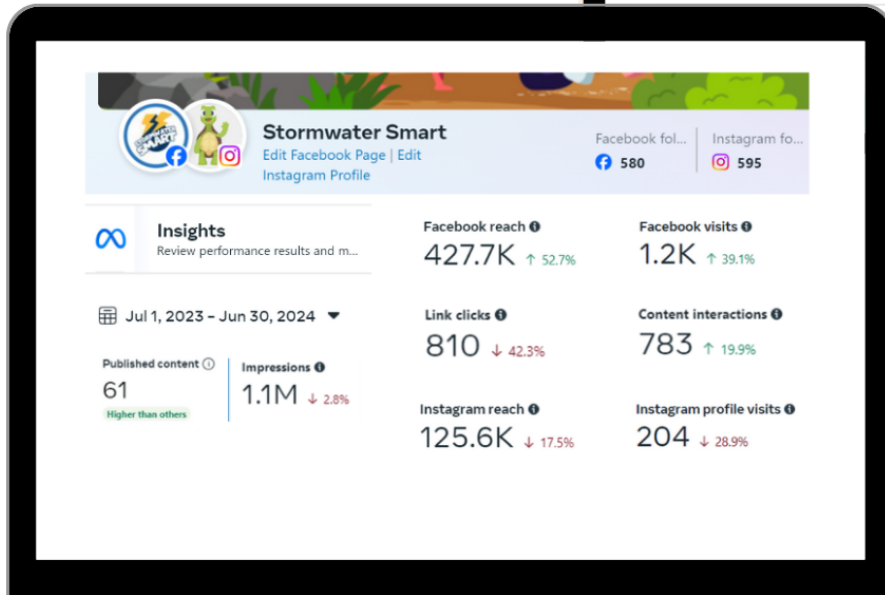 Stormwater Smart
Edit Facebook Page | Edit
Instagram Profile
Facebook fol...
580
Instagram fo...
595
Insights
Review performance results and m...
Jul 1, 2023 – Jun 30, 2024
Published content
61
Higher than others
Impressions
1.1M ↓ 2.8%
Facebook reach
427.7K ↑ 52.7%
Facebook visits
1.2K ↑ 39.1%
Link clicks
810 ↓ 42.3%
Content interactions
783 ↑ 19.9%
Instagram reach
125.6K ↓ 17.5%
Instagram profile visits
204 ↓ 28.9%